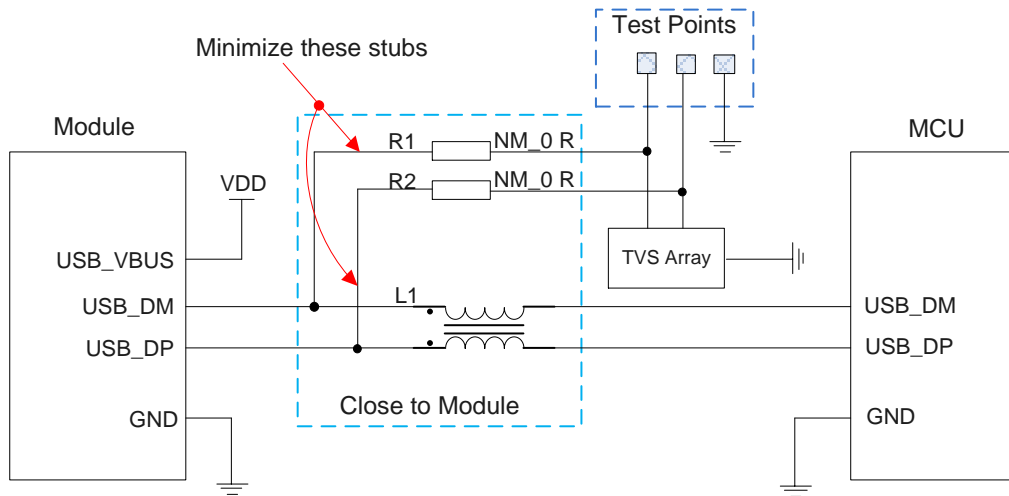 Test Points
Minimize these stubs
Module
MCU
R1
NM_0 R
VDD
R2
NM_0 R
USB_VBUS
TVS Array
USB_DM
L1
USB_DM
USB_DP
USB_DP
Close to Module
GND
GND